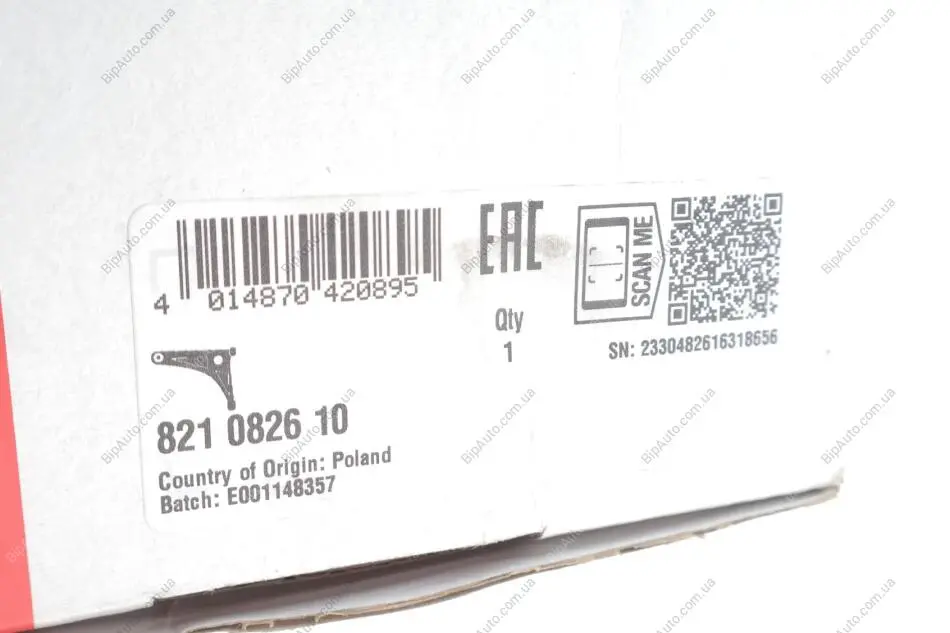 EAC
SCAN ME
4 014870 420895
Qty
1
SN: 2330482616318656
821 0826 10
Country of Origin: Poland
Batch: E001148357
BipAuto.com.ua